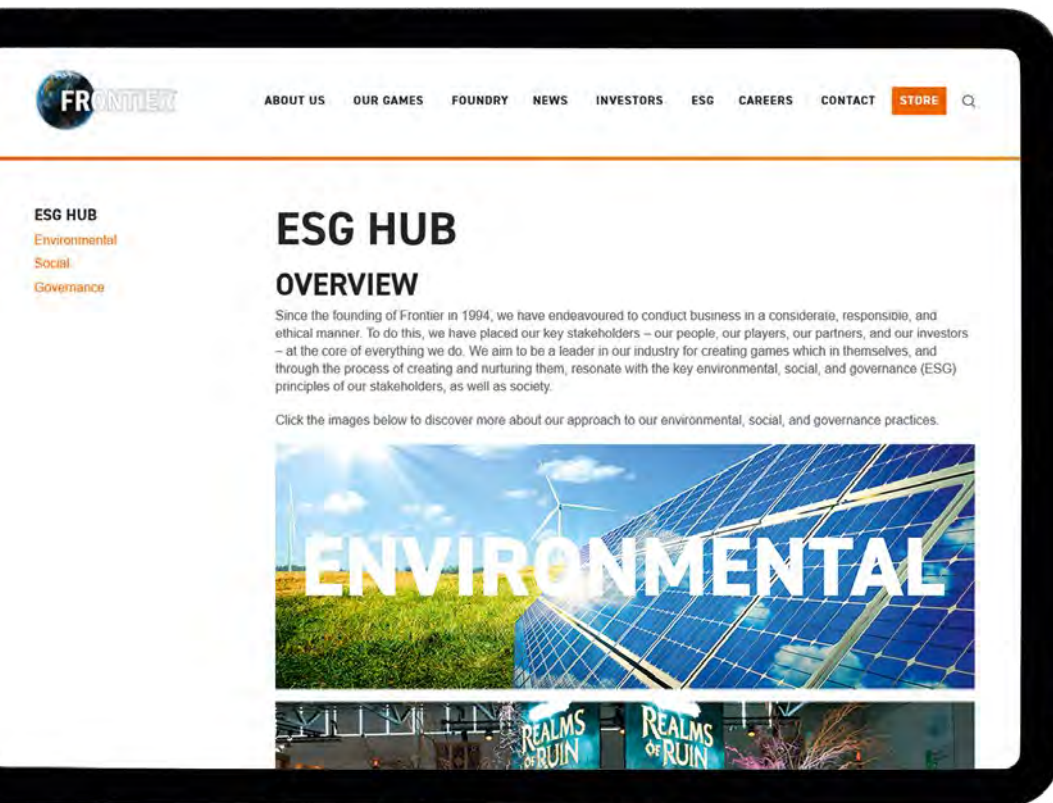 FRONTIER
ABOUT US OUR GAMES FOUNDRY NEWS INVESTORS ESG CAREERS CONTACT STORE
ESG HUB
Environmental
Social
Governance
ESG HUB
OVERVIEW
Since the founding of Frontier in 1994, we have endeavoured to conduct business in a considerate, responsible, and
ethical manner. To do this, we have placed our key stakeholders – our people, our players, our partners, and our investors
– at the core of everything we do. We aim to be a leader in our industry for creating games which in themselves, and
through the process of creating and nurturing them, resonate with the key environmental, social, and governance (ESG)
principles of our stakeholders, as well as society.
Click the images below to discover more about our approach to our environmental, social, and governance practices.
ENVIRONMENTAL
REALMS OF RUIN
REALMS OF RUIN